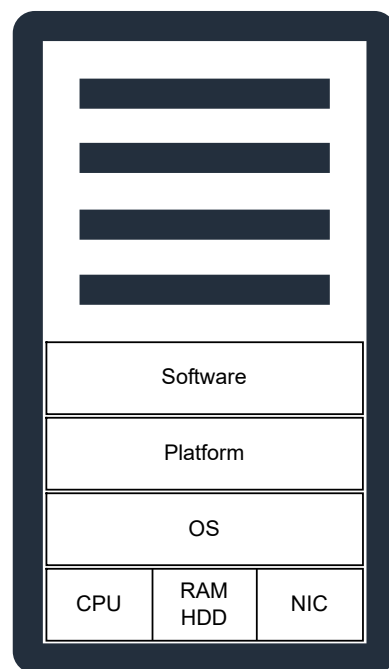 Software
Platform
OS
CPU
RAM
HDD
NIC